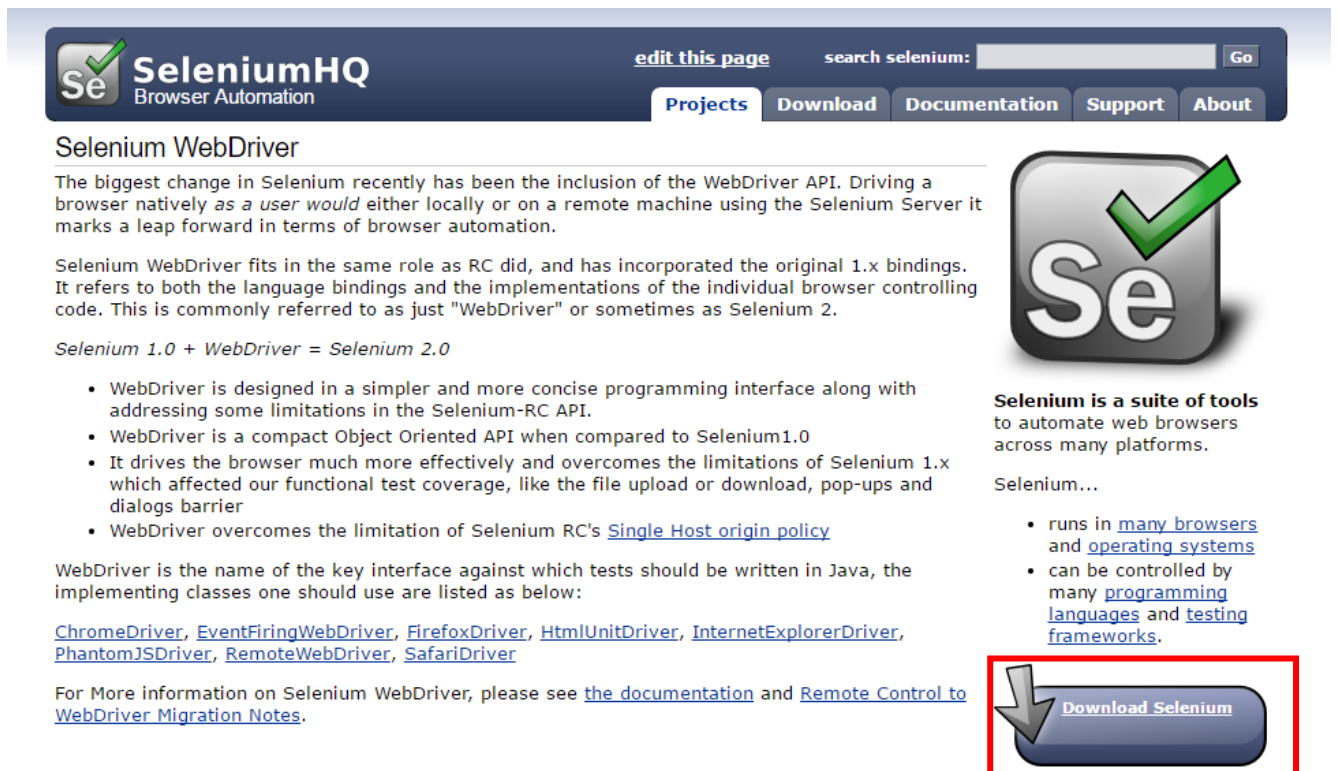 Se
SeleniumHQ
Browser Automation
edit this page
search selenium:
Go
Projects
Download
Documentation
Support
About
Selenium WebDriver
The biggest change in Selenium recently has been the inclusion of the WebDriver API. Driving a
browser natively as a user would either locally or on a remote machine using the Selenium Server it
marks a leap forward in terms of browser automation.
Selenium WebDriver fits in the same role as RC did, and has incorporated the original 1.x bindings.
It refers to both the language bindings and the implementations of the individual browser controlling
code. This is commonly referred to as just "WebDriver" or sometimes as Selenium 2.
Selenium 1.0 + WebDriver = Selenium 2.0
• WebDriver is designed in a simpler and more concise programming interface along with
addressing some limitations in the Selenium-RC API.
• WebDriver is a compact Object Oriented API when compared to Selenium1.0
• It drives the browser much more effectively and overcomes the limitations of Selenium 1.x
which affected our functional test coverage, like the file upload or download, pop-ups and
dialogs barrier
• WebDriver overcomes the limitation of Selenium RC's Single Host origin policy
WebDriver is the name of the key interface against which tests should be written in Java, the
implementing classes one should use are listed as below:
ChromeDriver, EventFiringWebDriver, FirefoxDriver, HtmlUnitDriver, InternetExplorerDriver,
PhantomJSDriver, RemoteWebDriver, SafariDriver
For More information on Selenium WebDriver, please see the documentation and Remote Control to
WebDriver Migration Notes.
Se
Selenium is a suite of tools
to automate web browsers
across many platforms.
Selenium...
• runs in many browsers
and operating systems
• can be controlled by
many programming
languages and testing
frameworks.
Download Selenium